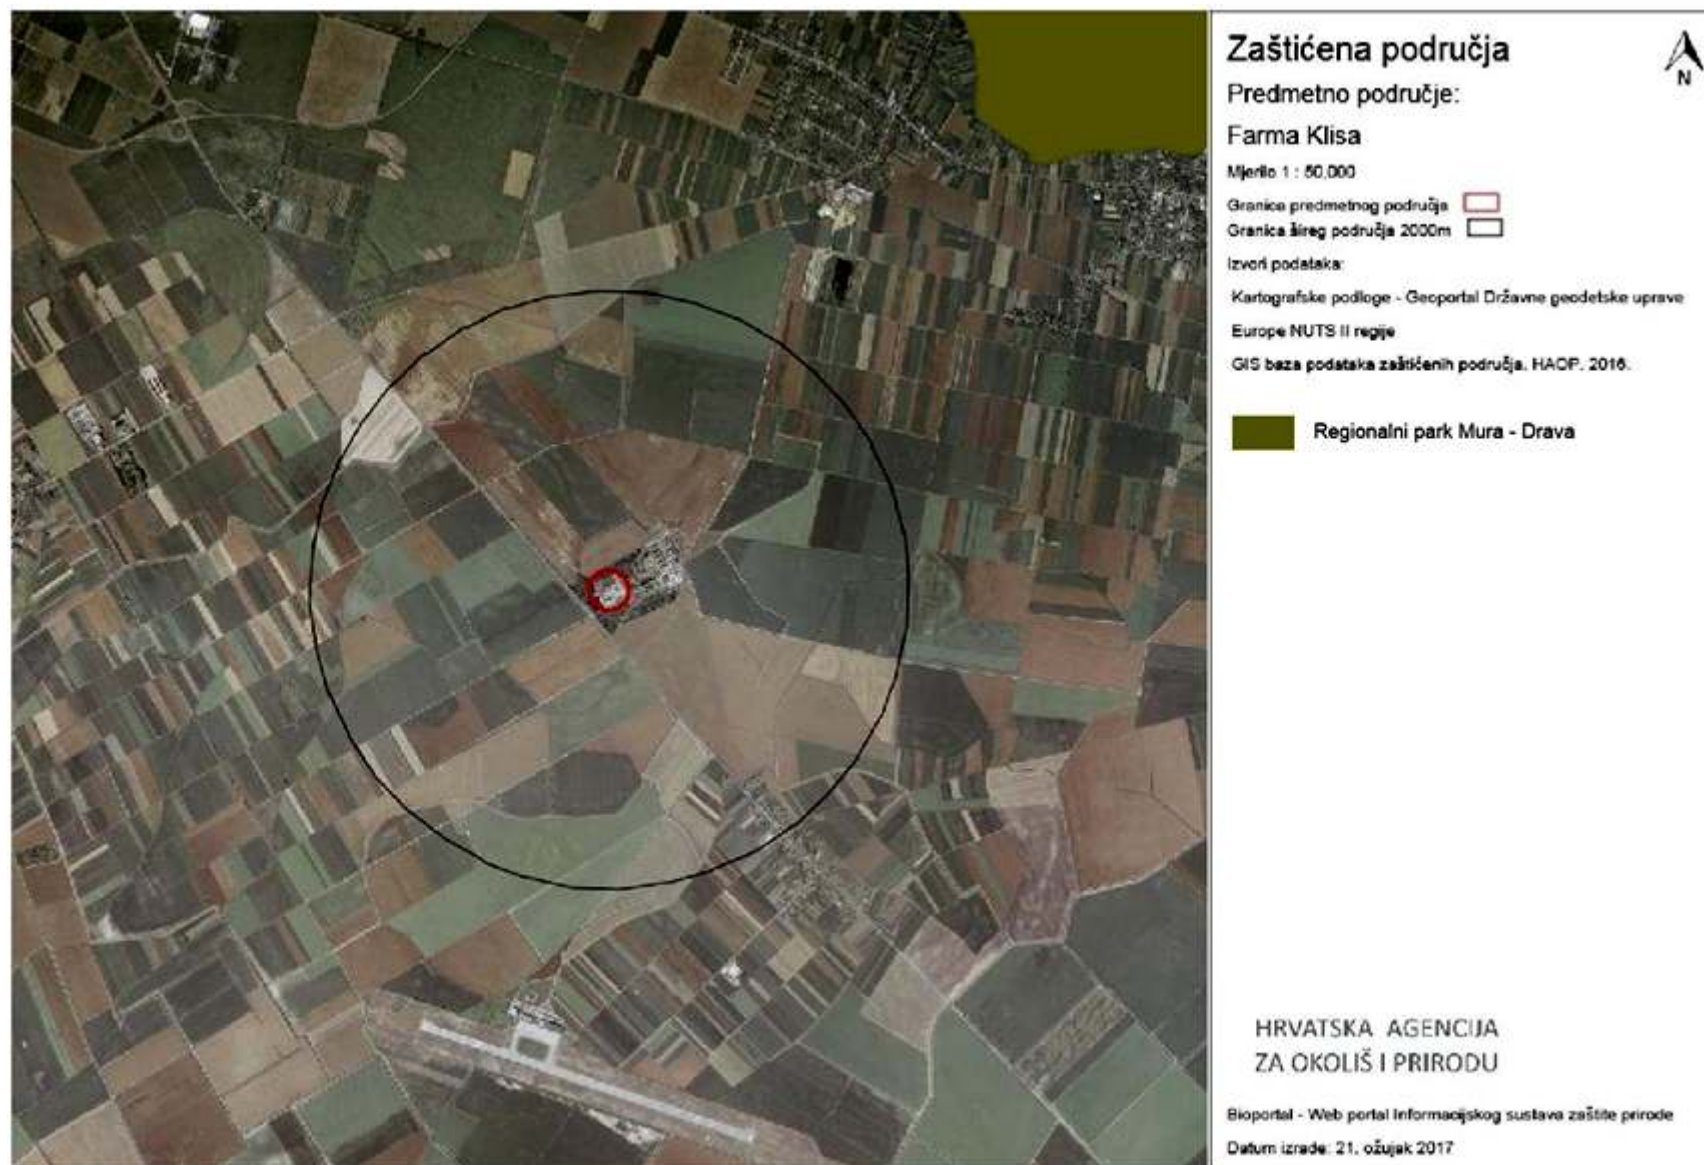 Zaštićena područja
N
Predmetno područje:
Farma Klisa
Mjerilo 1 : 50,000
Granica predmetnog područja
Granica šireg područja 2000m
Izvori podataka:
Kartografske podloge - Geoportal Državne geodetske uprave
Europe NUTS II regije
GIS baza podataka zaštićenih područja, HAOP, 2016.
Regionalni park Mura - Drava
HRVATSKA AGENCIJA
ZA OKOLIŠ I PRIRODU
Bioportal - Web portal Informacijskog sustava zaštite prirode
Datum izrade: 21. ožujak 2017